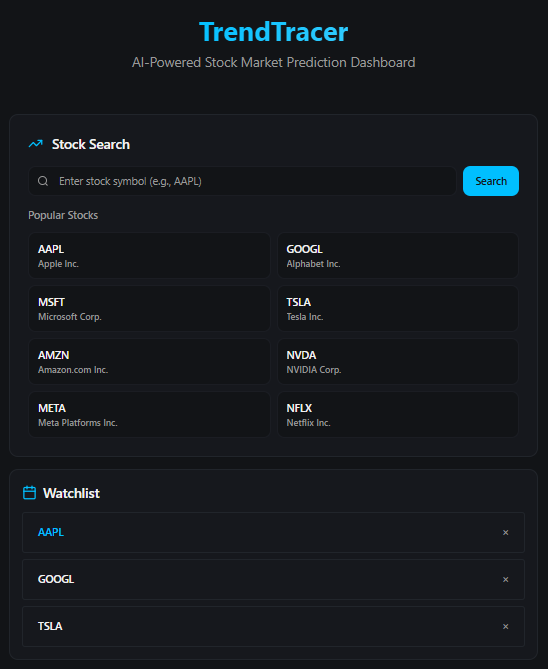 TrendTracer
AI-Powered Stock Market Prediction Dashboard
Stock Search
Enter stock symbol (e.g., AAPL)
Search
Popular Stocks
AAPL
Apple Inc.
GOOGL
Alphabet Inc.
MSFT
Microsoft Corp.
TSLA
Tesla Inc.
AMZN
Amazon.com Inc.
NVDA
NVIDIA Corp.
META
Meta Platforms Inc.
NFLX
Netflix Inc.
Watchlist
AAPL ×
GOOGL ×
TSLA ×